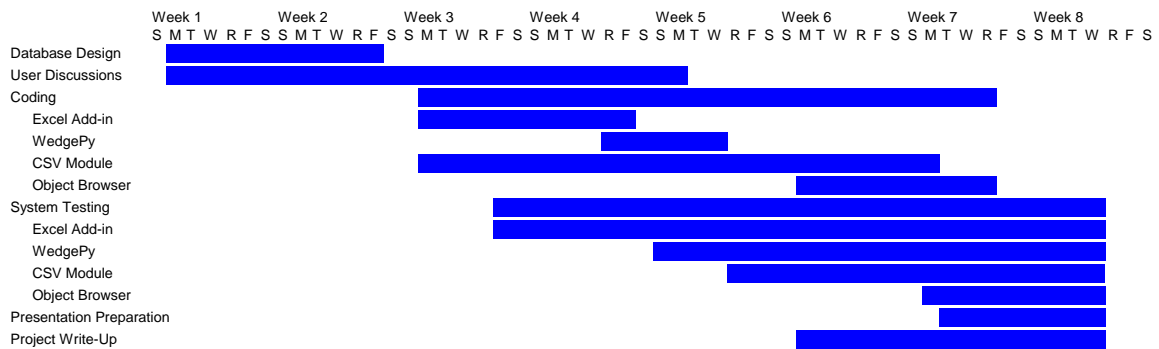 Week 1 Week 2 Week 3 Week 4 Week 5 Week 6 Week 7 Week 8
S M T W R F S S M T W R F S S M T W R F S S M T W R F S S M T W R F S S M T W R F S S M T W R F S S M T W R F S
Database Design
User Discussions
Coding
Excel Add-in
WedgePy
CSV Module
Object Browser
System Testing
Excel Add-in
WedgePy
CSV Module
Object Browser
Presentation Preparation
Project Write-Up